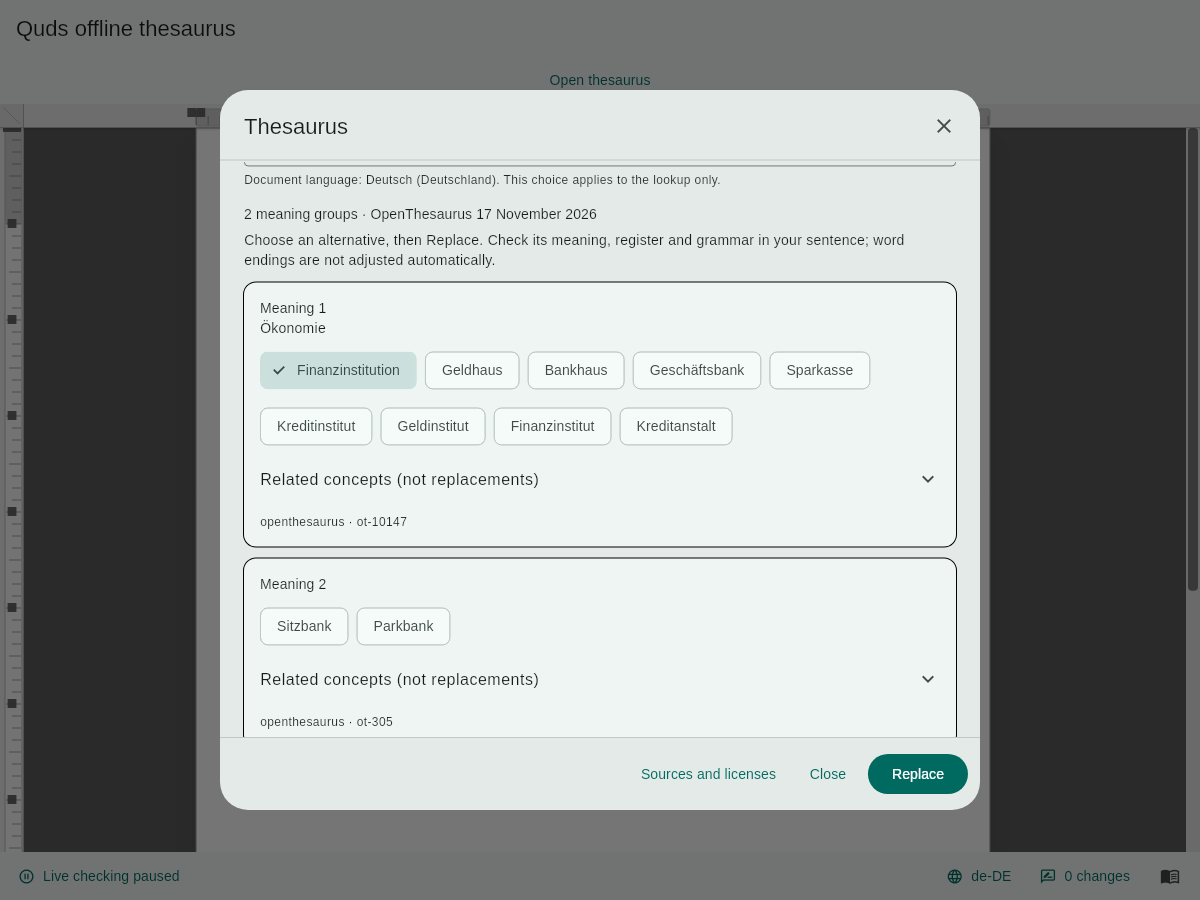 Quds offline thesaurus
Open thesaurus
Thesaurus
Document language: Deutsch (Deutschland). This choice applies to the lookup only.
2 meaning groups · OpenThesaurus 17 November 2026
Choose an alternative, then Replace. Check its meaning, register and grammar in your sentence; word
endings are not adjusted automatically.
Meaning 1
Ökonomie
Finanzinstitution Geldhaus Bankhaus Geschäftsbank Sparkasse
Kreditinstitut Geldinstitut Finanzinstitut Kreditanstalt
Related concepts (not replacements)
openthesaurus · ot-10147
Meaning 2
Sitzbank Parkbank
Related concepts (not replacements)
openthesaurus · ot-305
Sources and licenses Close Replace
Live checking paused de-DE 0 changes